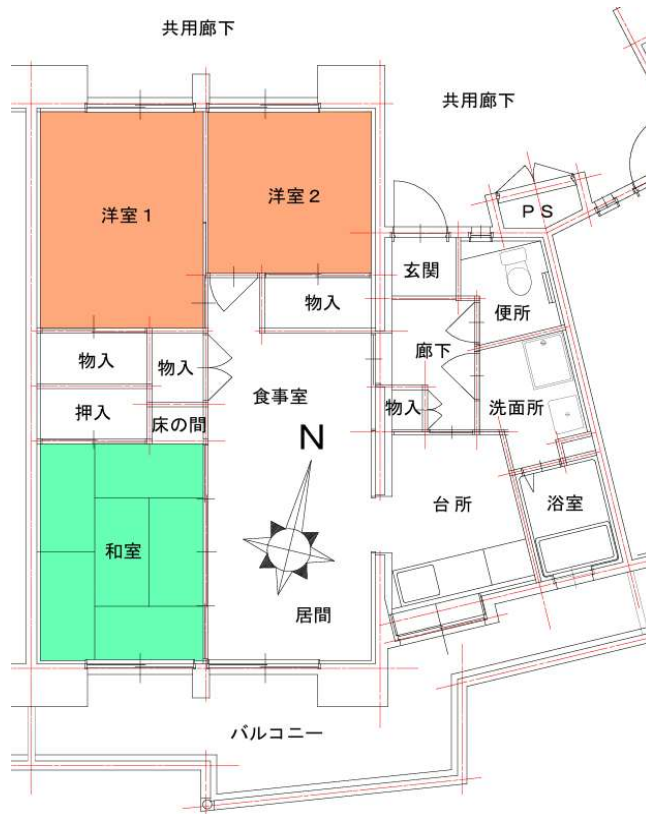 共用廊下
共用廊下
洋室1
洋室2
PS
玄関
便所
物入
廊下
物入
物入
食事室
物入
洗面所
押入
床の間
N
台所
浴室
和室
居間
バルコニー